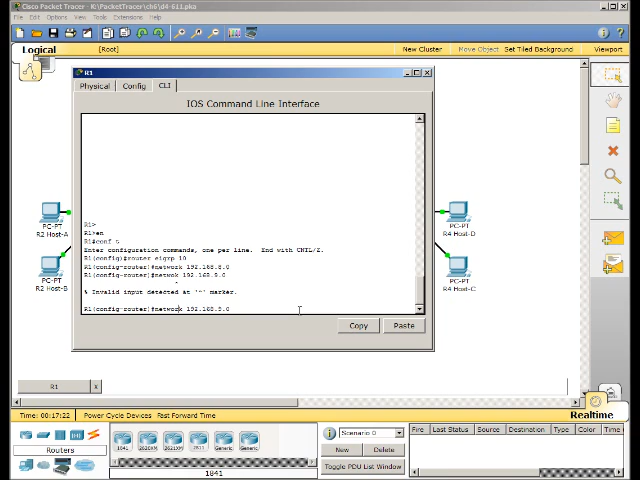 Cisco Packet Tracer - K:\PacketTracer\ch6\d4-611.pka
File Edit Options View Tools Extensions Help
Logical [Root] New Cluster Move Object Set Tiled Background Viewport
R1
Physical Config CLI
IOS Command Line Interface
R1>
R1>en
R1#conf t
Enter configuration commands, one per line. End with CNTL/Z.
R1(config)#router eigrp 10
R1(config-router)#network 192.168.8.0
R1(config-router)#netwok 192.168.9.0
^
% Invalid input detected at '^' marker.
R1(config-router)#network 192.168.9.0
Copy Paste
PC-PT
R2 Host-A
PC-PT
R2 Host-B
PC-PT
R4 Host-D
PC-PT
R4 Host-C
R1 x
Time: 00:17:22 Power Cycle Devices Fast Forward Time Realtime
Routers
1841 2620XM 2621XM 2811 Generic Generic
1841
Scenario 0
New Delete
Toggle PDU List Window
Fire Last Status Source Destination Type Color